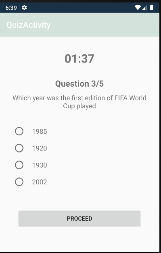 6:39
QuizActivity
01:37
Question 3/5
Which year was the first edition of FIFA World
Cup played
1985
1920
1930
2002
PROCEED